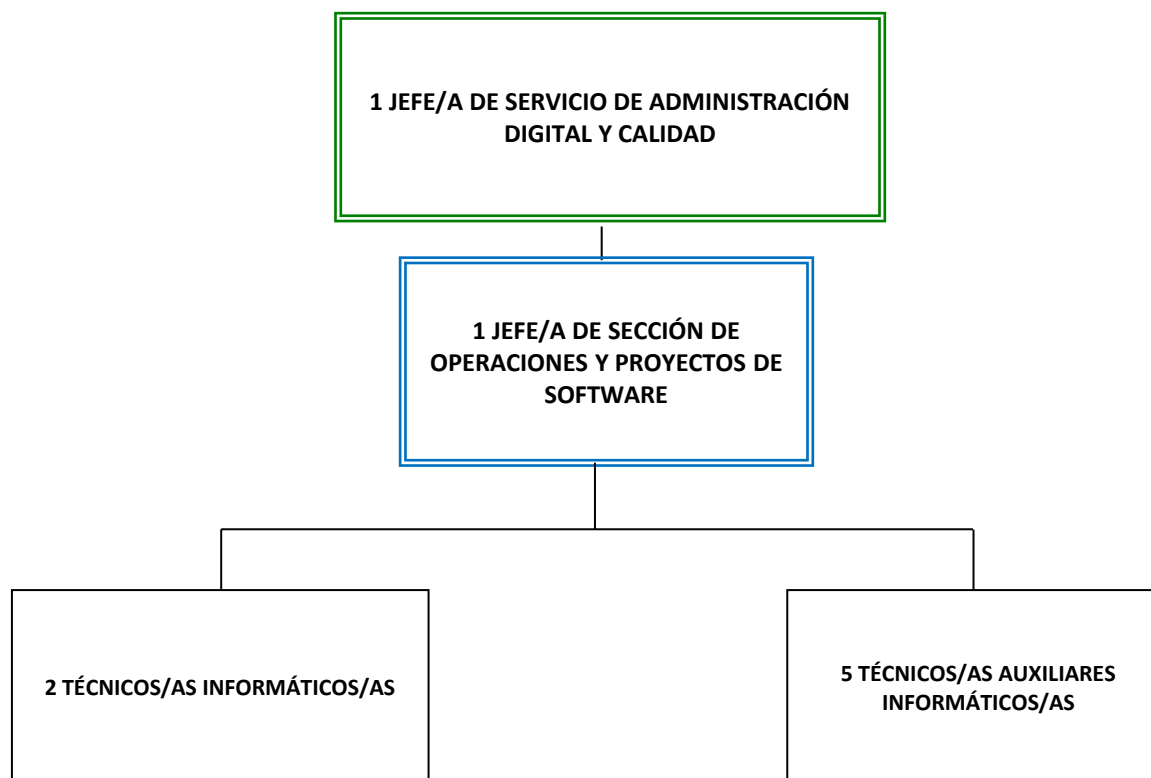 1 JEFE/A DE SERVICIO DE ADMINISTRACIÓN
DIGITAL Y CALIDAD
1 JEFE/A DE SECCIÓN DE
OPERACIONES Y PROYECTOS DE
SOFTWARE
2 TÉCNICOS/AS INFORMÁTICOS/AS
5 TÉCNICOS/AS AUXILIARES
INFORMÁTICOS/AS